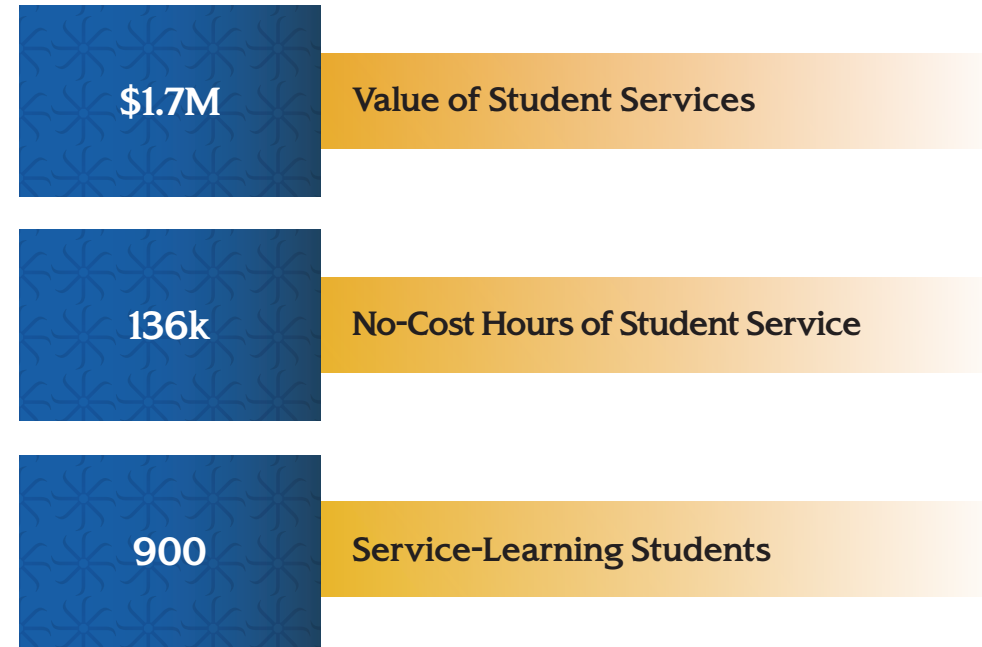 $1.7M
Value of Student Services
136k
No-Cost Hours of Student Service
900
Service-Learning Students